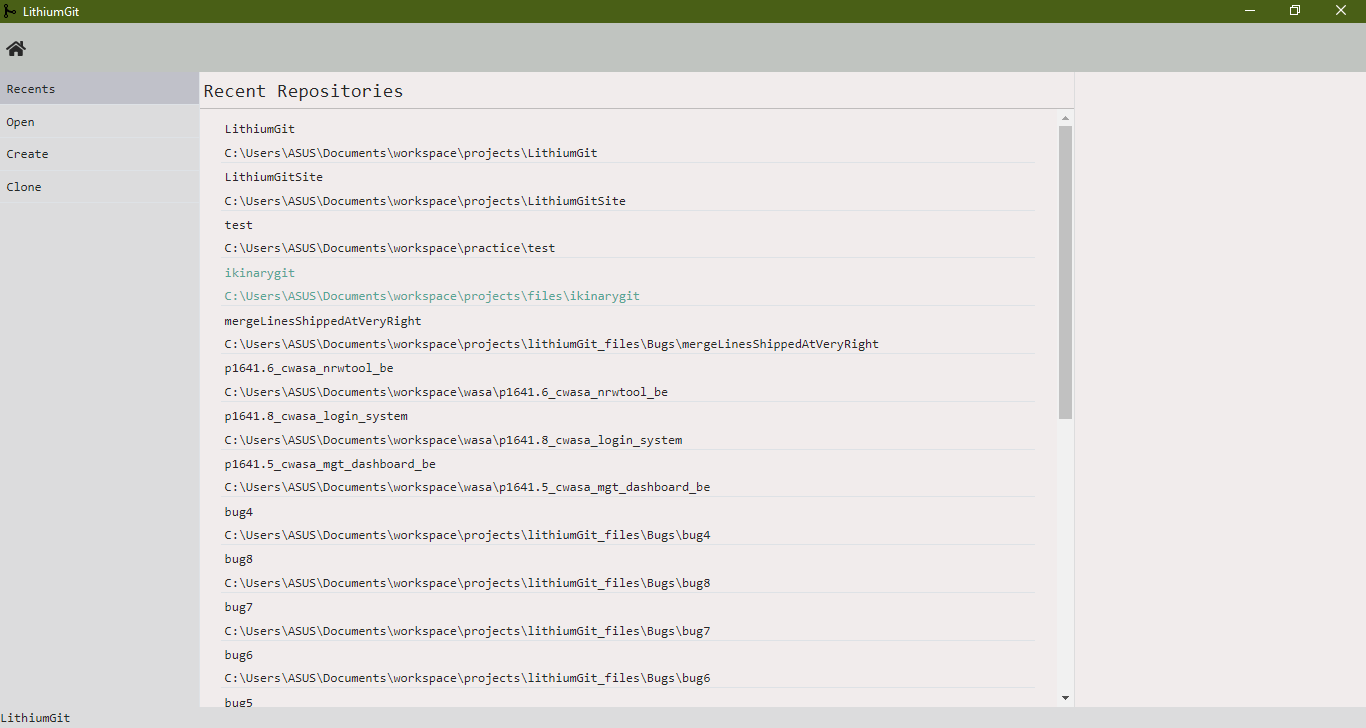 LithiumGit
Recents
Open
Create
Clone
Recent Repositories
LithiumGit
C:\Users\ASUS\Documents\workspace\projects\LithiumGit
LithiumGitSite
C:\Users\ASUS\Documents\workspace\projects\LithiumGitSite
test
C:\Users\ASUS\Documents\workspace\practice\test
ikinarygit
C:\Users\ASUS\Documents\workspace\projects\files\ikinarygit
mergeLinesShippedAtVeryRight
C:\Users\ASUS\Documents\workspace\projects\lithiumGit_files\Bugs\mergeLinesShippedAtVeryRight
p1641.6_cwasa_nrwtool_be
C:\Users\ASUS\Documents\workspace\wasa\p1641.6_cwasa_nrwtool_be
p1641.8_cwasa_login_system
C:\Users\ASUS\Documents\workspace\wasa\p1641.8_cwasa_login_system
p1641.5_cwasa_mgt_dashboard_be
C:\Users\ASUS\Documents\workspace\wasa\p1641.5_cwasa_mgt_dashboard_be
bug4
C:\Users\ASUS\Documents\workspace\projects\lithiumGit_files\Bugs\bug4
bug8
C:\Users\ASUS\Documents\workspace\projects\lithiumGit_files\Bugs\bug8
bug7
C:\Users\ASUS\Documents\workspace\projects\lithiumGit_files\Bugs\bug7
bug6
C:\Users\ASUS\Documents\workspace\projects\lithiumGit_files\Bugs\bug6
bug5
LithiumGit